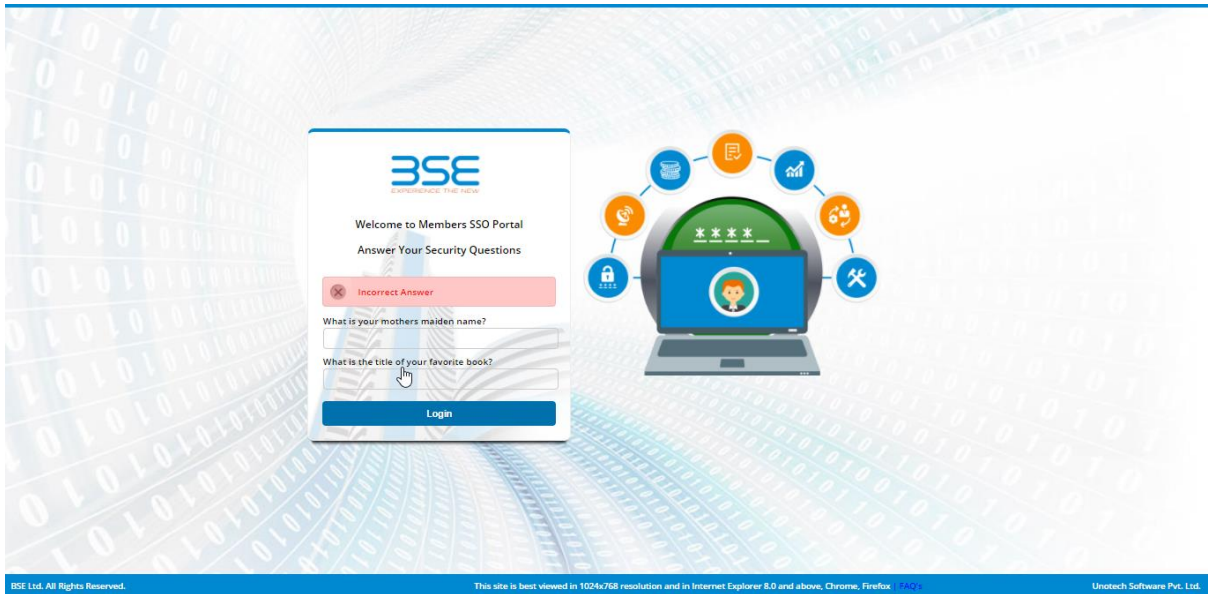 BSE
EXPERIENCE THE NEW
Welcome to Members SSO Portal
Answer Your Security Questions
Incorrect Answer
What is your mothers maiden name?
What is the title of your favorite book?
Login
****_
BSE Ltd. All Rights Reserved.
This site is best viewed in 1024x768 resolution and in Internet Explorer 8.0 and above, Chrome, Firefox | FAQ's
Unotech Software Pvt. Ltd.